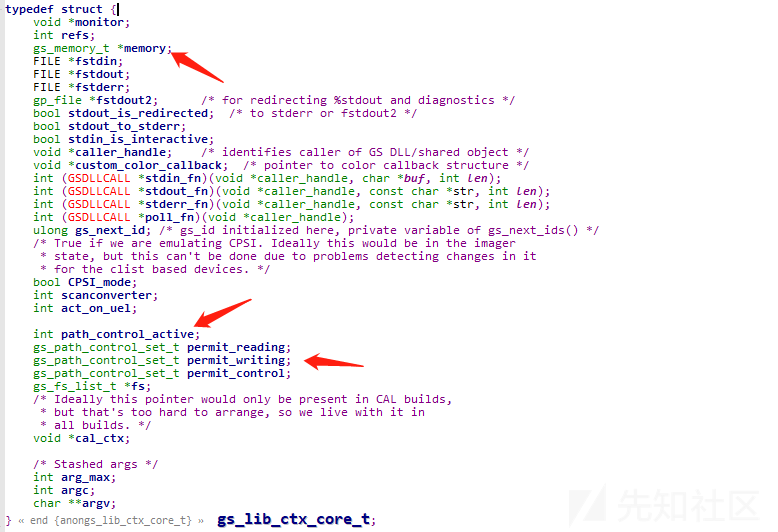 typedef struct {
    void *monitor;
    int refs;
    gs_memory_t *memory;
    FILE *fstdin;
    FILE *fstdout;
    FILE *fstderr;
    gp_file *fstdout2;      /* for redirecting %stdout and diagnostics */
    bool stdout_is_redirected;  /* to stderr or fstdout2 */
    bool stdout_to_stderr;
    bool stdin_is_interactive;
    void *caller_handle;    /* identifies caller of GS DLL/shared object */
    void *custom_color_callback;  /* pointer to color callback structure */
    int (GSDLLCALL *stdin_fn)(void *caller_handle, char *buf, int len);
    int (GSDLLCALL *stdout_fn)(void *caller_handle, const char *str, int len);
    int (GSDLLCALL *stderr_fn)(void *caller_handle, const char *str, int len);
    int (GSDLLCALL *poll_fn)(void *caller_handle);
    ulong gs_next_id; /* gs_id initialized here, private variable of gs_next_ids() */
    /* True if we are emulating CPSI. Ideally this would be in the imager
     * state, but this can't be done due to problems detecting changes in it
     * for the clist based devices. */
    bool CPSI_mode;
    int scanconverter;
    int act_on_uel;

    int path_control_active;
    gs_path_control_set_t permit_reading;
    gs_path_control_set_t permit_writing;
    gs_path_control_set_t permit_control;
    gs_fs_list_t *fs;
    /* Ideally this pointer would only be present in CAL builds,
     * but that's too hard to arrange, so we live with it in
     * all builds. */
    void *cal_ctx;

    /* Stashed args */
    int arg_max;
    int argc;
    char **argv;
} « end {anongs_lib_ctx_core_t} » gs_lib_ctx_core_t;
先知社区